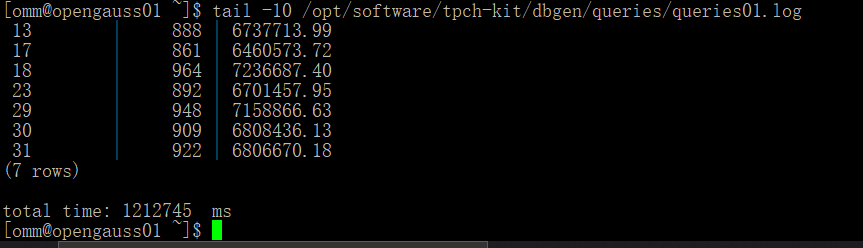 [omm@opengauss01 ~]$ tail -10 /opt/software/tpch-kit/dbgen/queries/queries01.log
13 | 888 | 6737713.99
17 | 861 | 6460573.72
18 | 964 | 7236687.40
23 | 892 | 6701457.95
29 | 948 | 7158866.63
30 | 909 | 6808436.13
31 | 922 | 6806670.18
(7 rows)
total time: 1212745  ms
[omm@opengauss01 ~]$